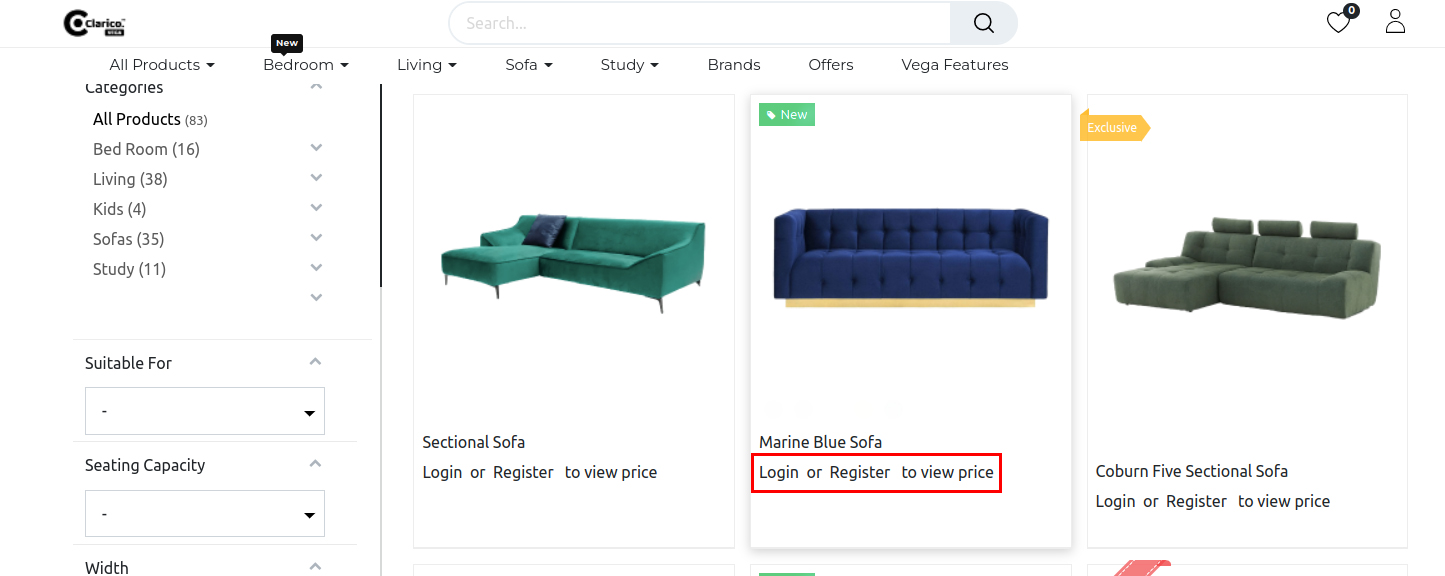 Clarico
VEGA
Search...
0
New
All Products
Bedroom
Living
Sofa
Study
Brands
Offers
Vega Features
Categories
All Products (83)
Bed Room (16)
Living (38)
Kids (4)
Sofas (35)
Study (11)
Suitable For
-
Seating Capacity
-
Width
Sectional Sofa
Login or Register to view price
New
Marine Blue Sofa
Login or Register to view price
Exclusive
Coburn Five Sectional Sofa
Login or Register to view price